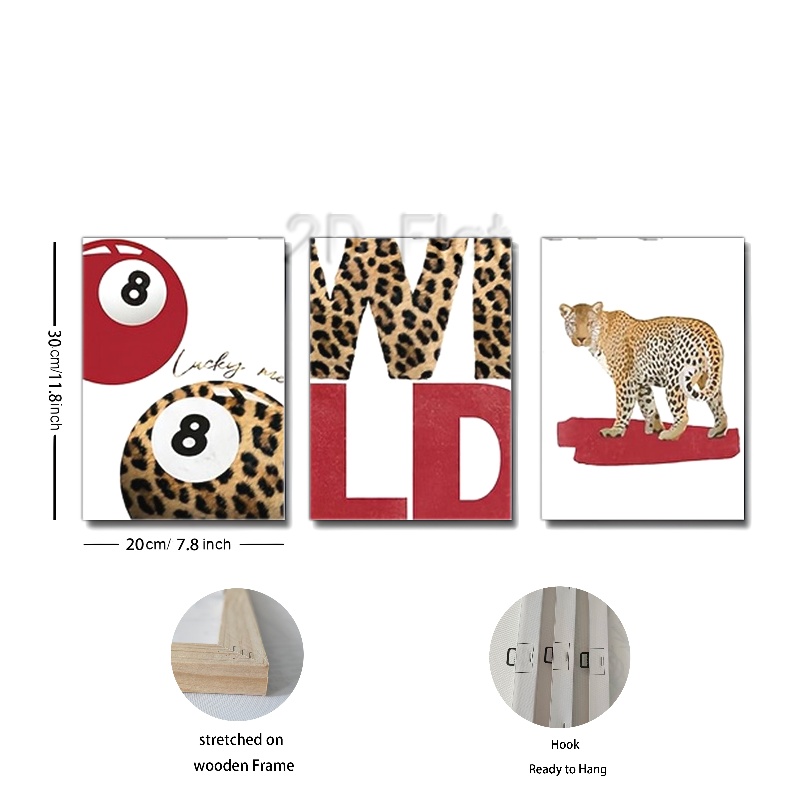 2D Flat
8
Lucky me
8
WI
LD
30cm/11.8inch
20cm/ 7.8 inch
stretched on
wooden Frame
Hook
Ready to Hang